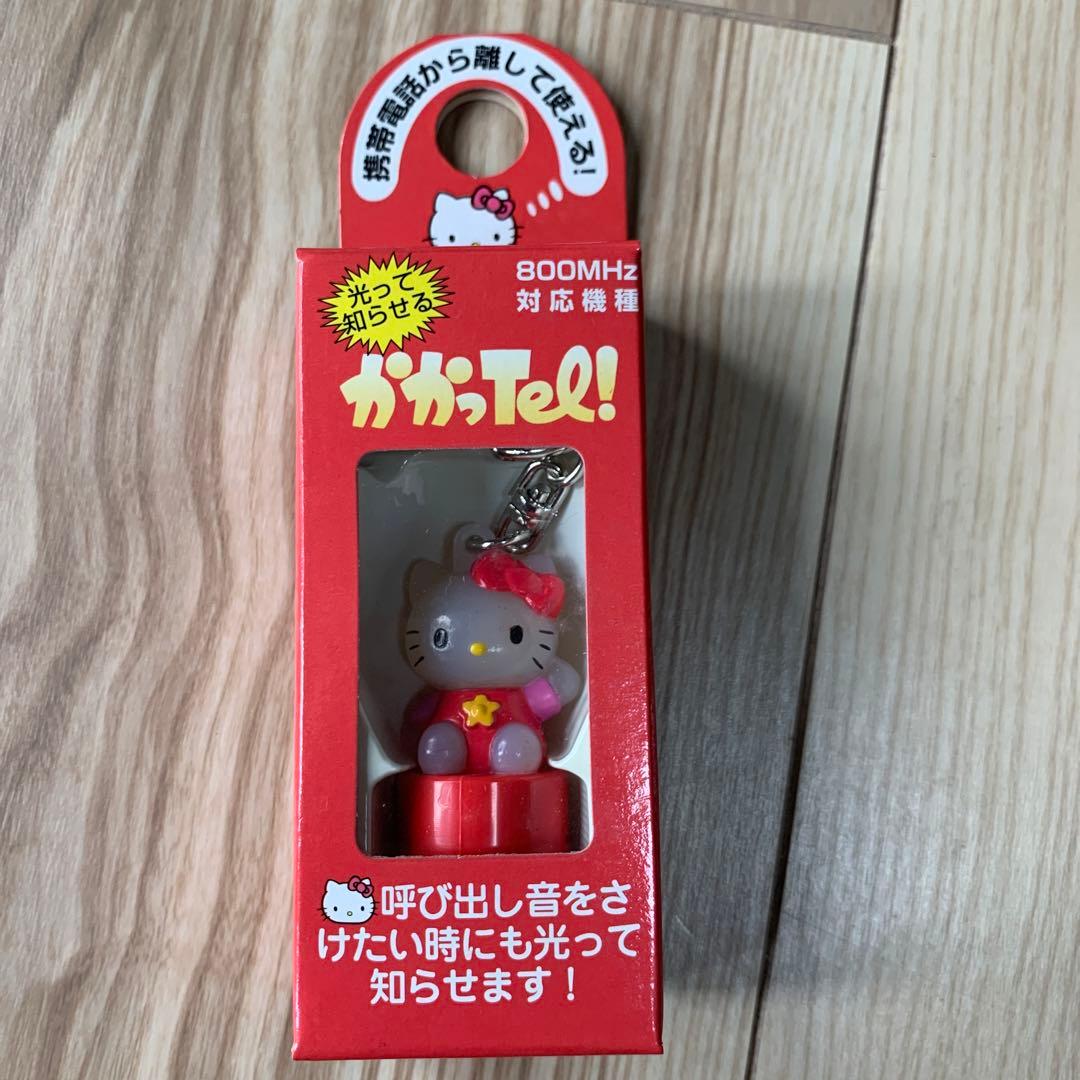 携帯電話から離して使える!
光って
知らせる
800MHz
対応機種
かかっTel!
呼び出し音をさ
けたい時にも光って
知らせます!